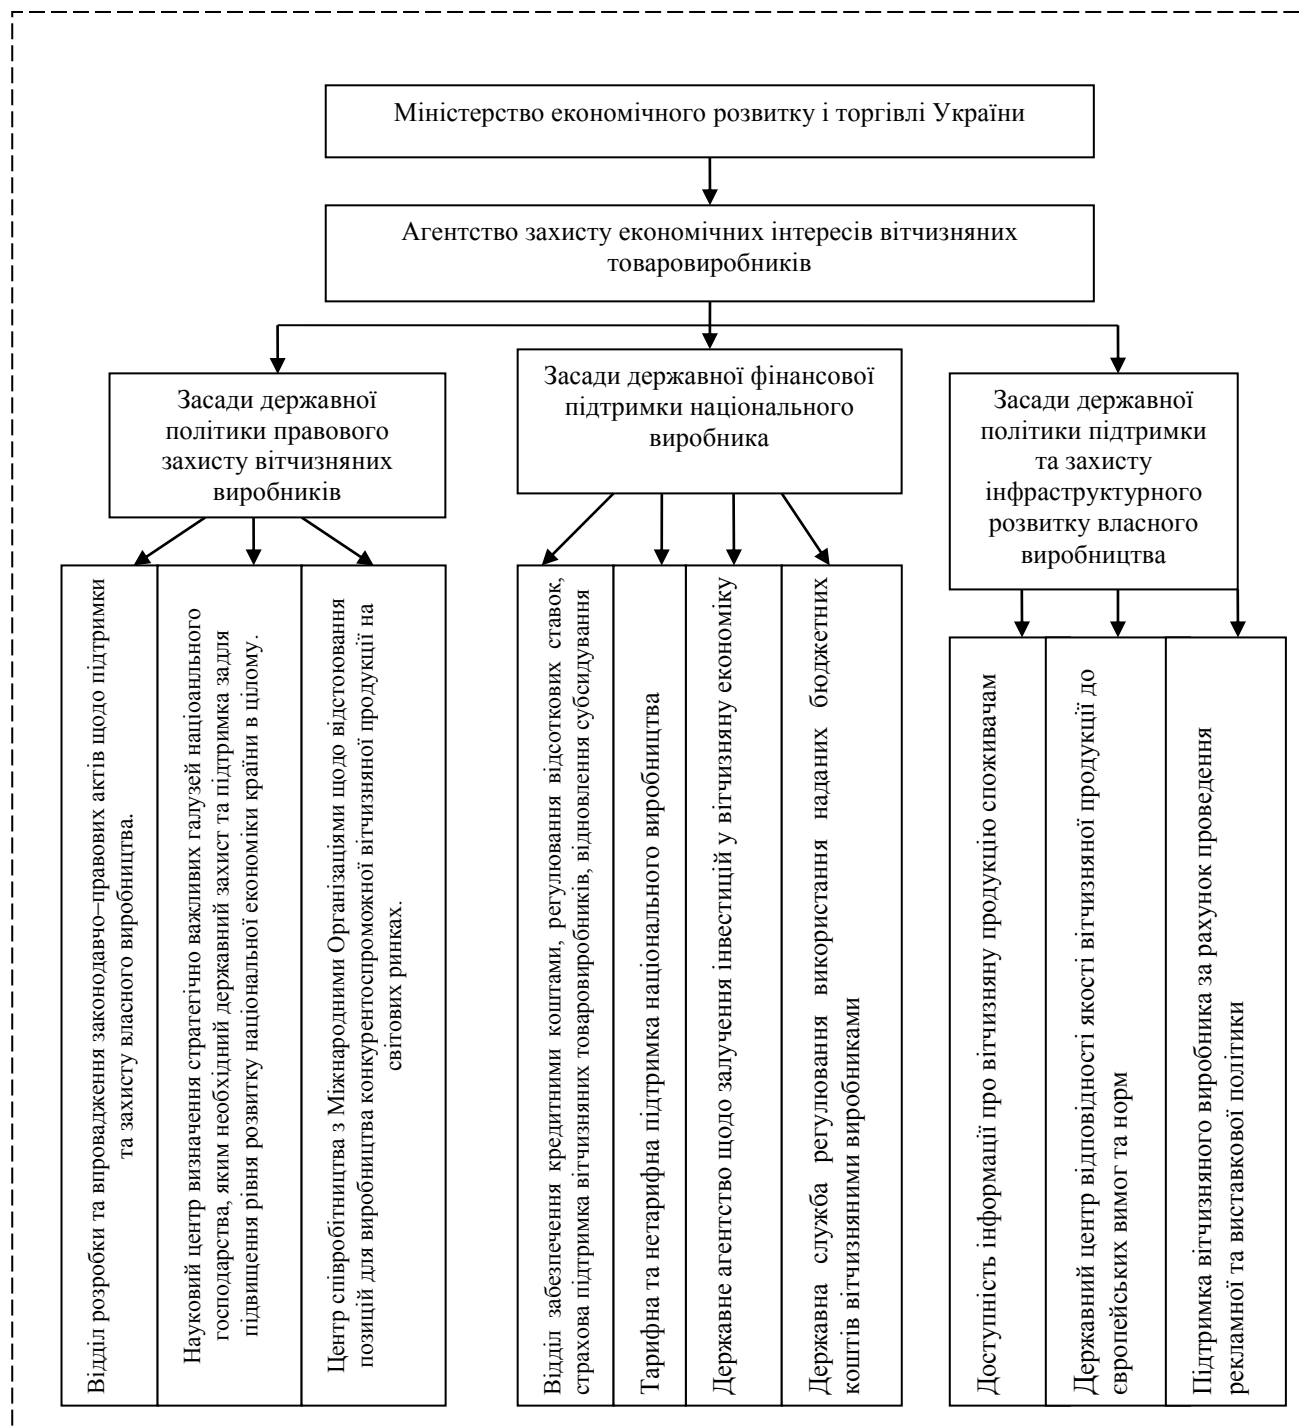 Міністерство економічного розвитку і торгівлі України
Агентство захисту економічних інтересів вітчизняних
товаровиробників
Засади державної
політики правового
захисту вітчизняних
виробників
Засади державної фінансової
підтримки національного
виробника
Засади державної
політики підтримки
та захисту
інфраструктурного
розвитку власного
виробництва
Відділ розробки та впровадження законодавчо–правових актів щодо підтримки
та захисту власного виробництва.
Науковий центр визначення стратегічно важливих галузей націоанльного
господарства, яким необхідний державний захист та підтримка задля
підвищення рівня розвитку національної економіки країни в цілому.
Центр співробітництва з Міжнародними Організаціями щодо відстоювання
позицій для виробництва конкурентоспроможної вітчизняної продукції на
світових ринках.
Відділ забезпечення кредитними коштами, регулювання відсоткових ставок,
страхова підтримка вітчизняних товаровиробників, відновлення субсидування
Тарифна та нетарифна підтримка національного виробництва
Державне агентство щодо залучення інвестицій у вітчизняну економіку
Державна служба регулювання використання наданих бюджетних
коштів вітчизняними виробниками
Доступність інформації про вітчизняну продукцію споживачам
Державний центр відповідності якості вітчизняної продукції до
європейських вимог та норм
Підтримка вітчизняного виробника за рахунок проведення
рекламної та виставкової політики